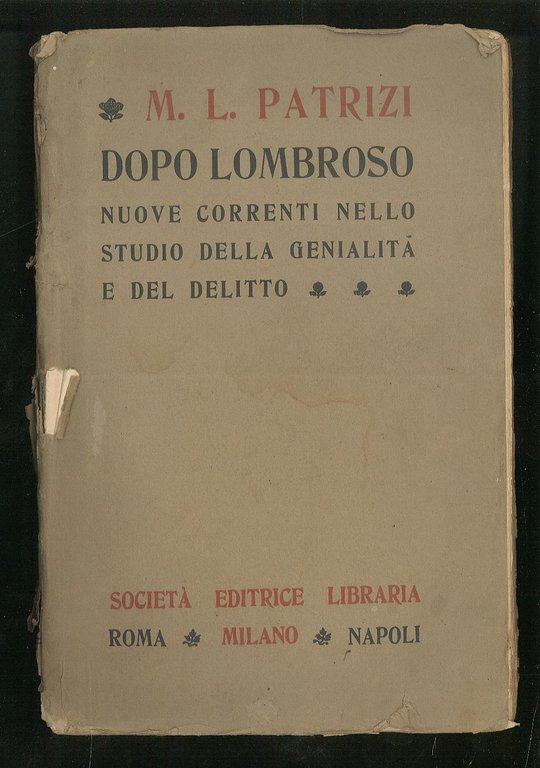 M. L. PATRIZI
DOPO LOMBROSO
NUOVE CORRENTI NELLO
STUDIO DELLA GENIALITÀ
E DEL DELITTO
SOCIETÀ EDITRICE LIBRARIA
ROMA MILANO NAPOLI